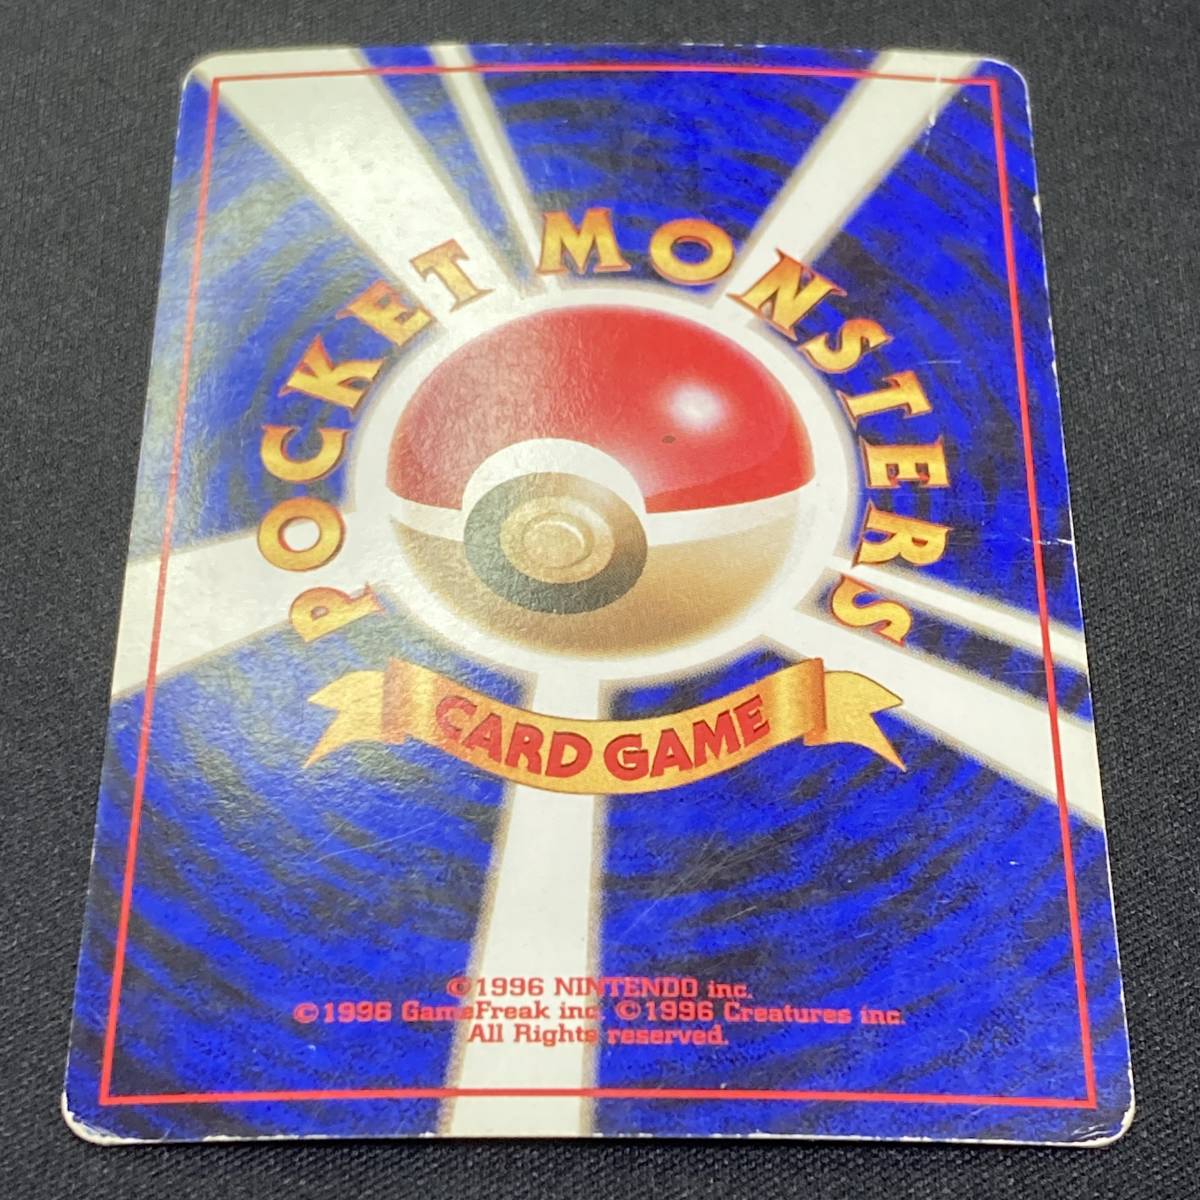 POCKET MONSTERS
CARD GAME
©1996 NINTENDO inc.
©1996 GameFreak inc. ©1996 Creatures inc.
All Rights reserved.